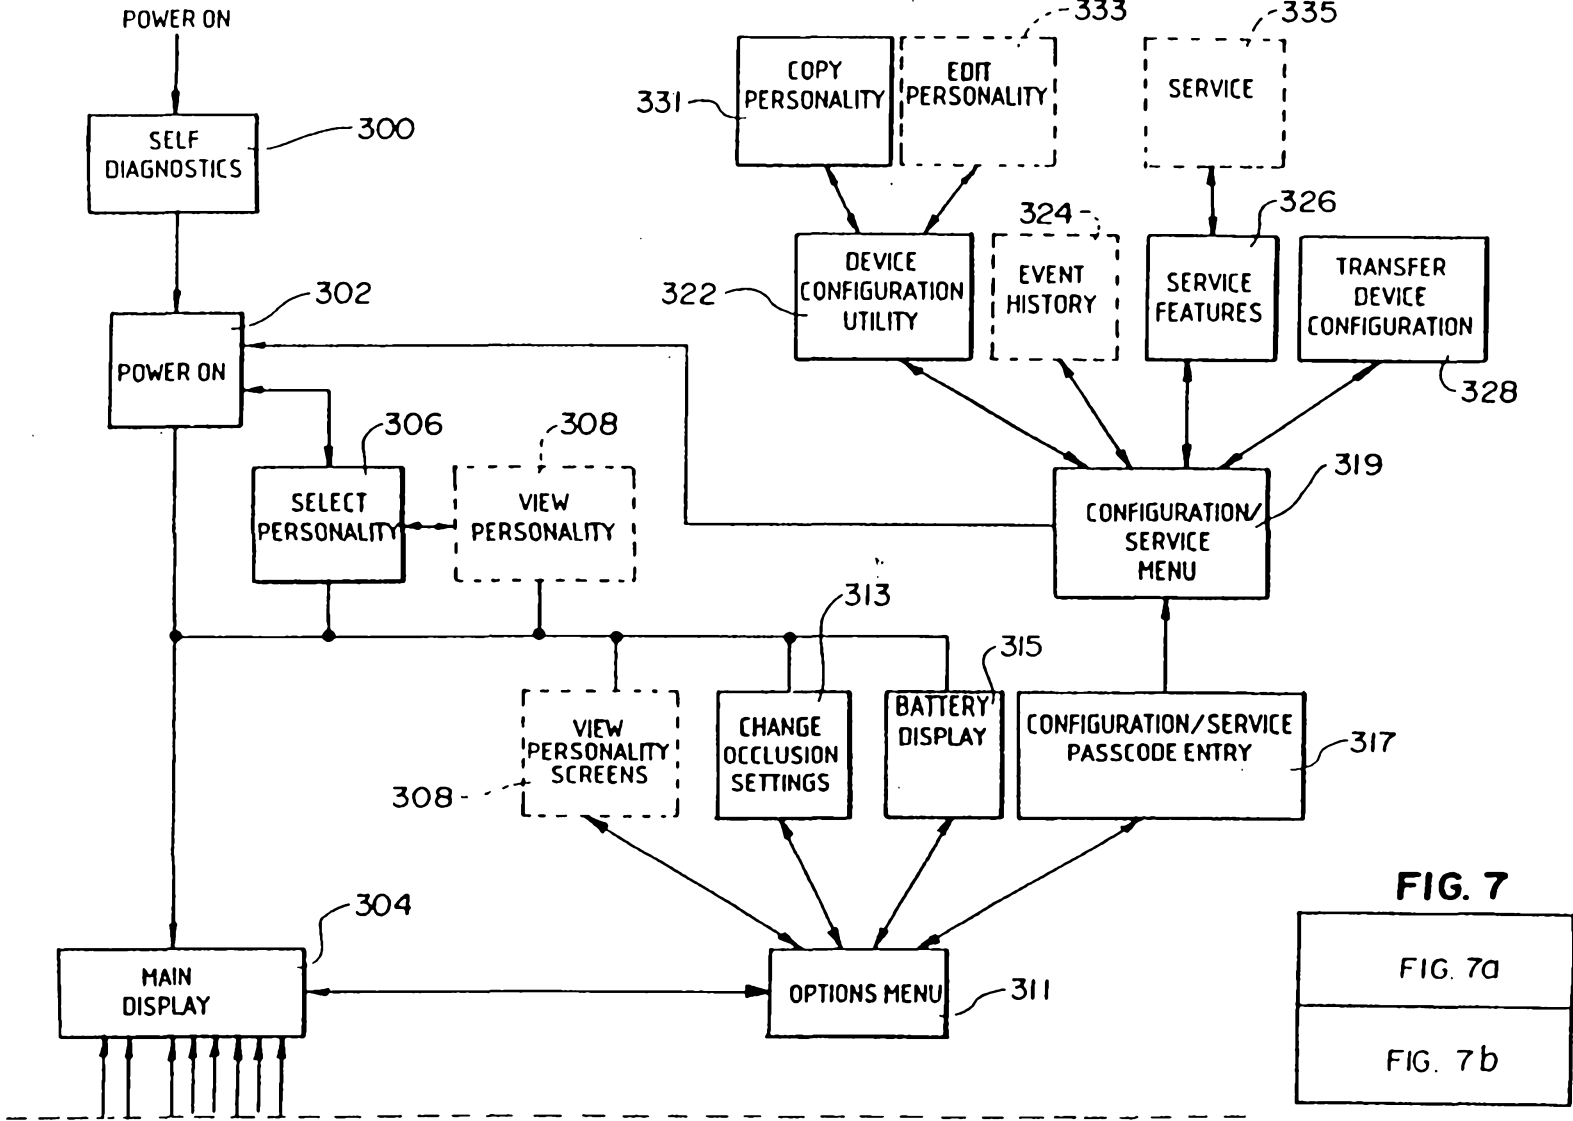 POWER ON
SELF
DIAGNOSTICS
300
302
POWER ON
306
SELECT
PERSONALITY
308
VIEW
PERSONALITY
331
COPY
PERSONALITY
333
EDIT
PERSONALITY
335
SERVICE
322
DEVICE
CONFIGURATION
UTILITY
324
EVENT
HISTORY
326
SERVICE
FEATURES
TRANSFER
DEVICE
CONFIGURATION
328
319
CONFIGURATION/
SERVICE
MENU
308
VIEW
PERSONALITY
SCREENS
313
CHANGE
OCCLUSION
SETTINGS
315
BATTERY
DISPLAY
CONFIGURATION/SERVICE
PASSCODE ENTRY
317
304
MAIN
DISPLAY
OPTIONS MENU
311
FIG. 7
FIG. 7a
FIG. 7b